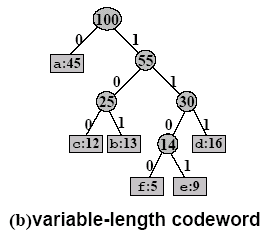 100
0 1
a:45 55
0 1
25 30
0 1 0 1
c:12 b:13 14 d:16
0 1
f:5 e:9
(b)variable-length codeword